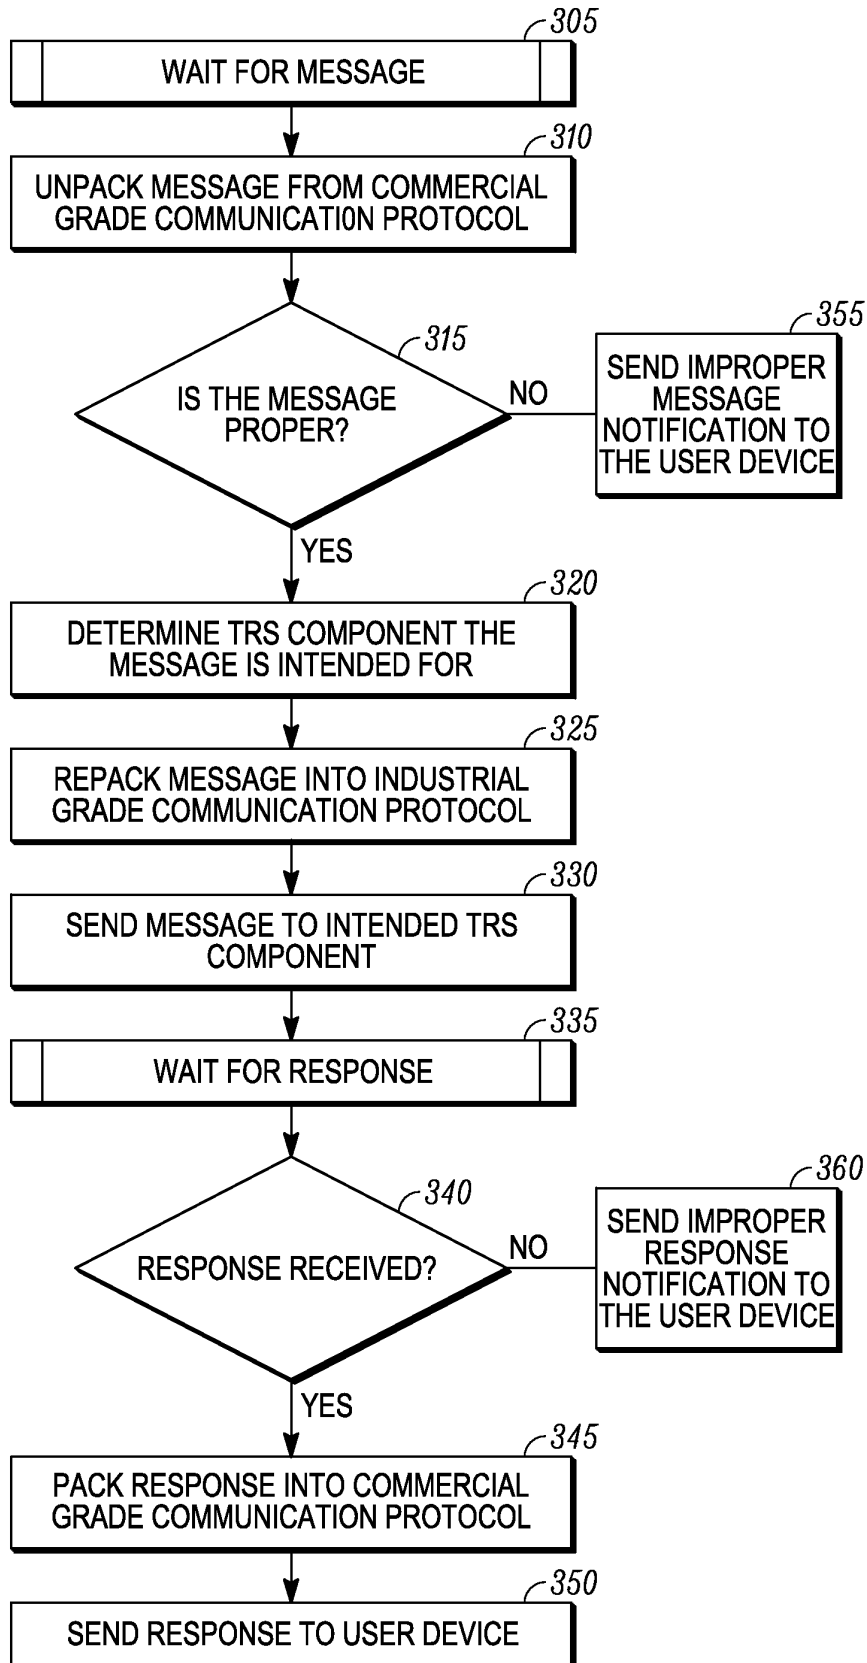 305
WAIT FOR MESSAGE
310
UNPACK MESSAGE FROM COMMERCIAL
GRADE COMMUNICATI0N PROTOCOL
315
IS THE MESSAGE
PROPER?
NO
355
SEND IMPROPER
MESSAGE
NOTIFICATION TO
THE USER DEVICE
YES
320
DETERMINE TRS COMPONENT THE
MESSAGE IS INTENDED FOR
325
REPACK MESSAGE INTO INDUSTRIAL
GRADE COMMUNICATION PROTOCOL
330
SEND MESSAGE TO INTENDED TRS
COMPONENT
335
WAIT FOR RESPONSE
340
RESPONSE RECEIVED?
NO
360
SEND IMPROPER
RESPONSE
NOTIFICATION TO
THE USER DEVICE
YES
345
PACK RESPONSE INTO COMMERCIAL
GRADE COMMUNICATION PROTOCOL
350
SEND RESPONSE TO USER DEVICE